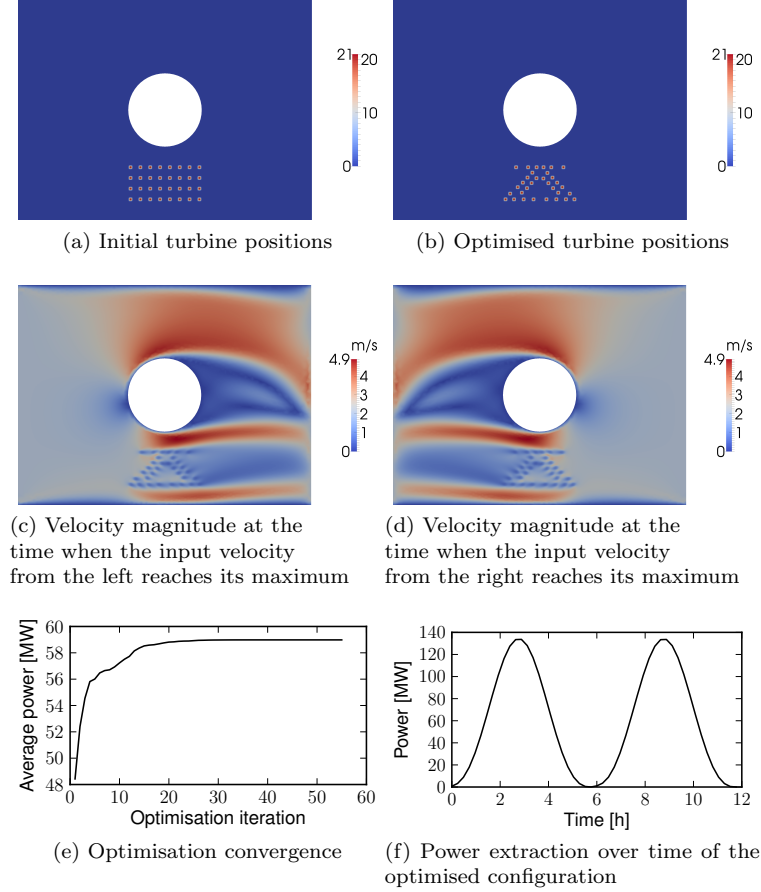 21 20
10
0
21 20
10
0
(a) Initial turbine positions
(b) Optimised turbine positions
m/s
4.9
4
3
2
1
0
m/s
4.9
4
3
2
1
0
(c) Velocity magnitude at the
time when the input velocity
from the left reaches its maximum
(d) Velocity magnitude at the
time when the input velocity
from the right reaches its maximum
Average power [MW]
60
58
56
54
52
50
48
0 10 20 30 40 50 60
Optimisation iteration
(e) Optimisation convergence
Power [MW]
140
120
100
80
60
40
20
0
0 2 4 6 8 10 12
Time [h]
(f) Power extraction over time of the
optimised configuration